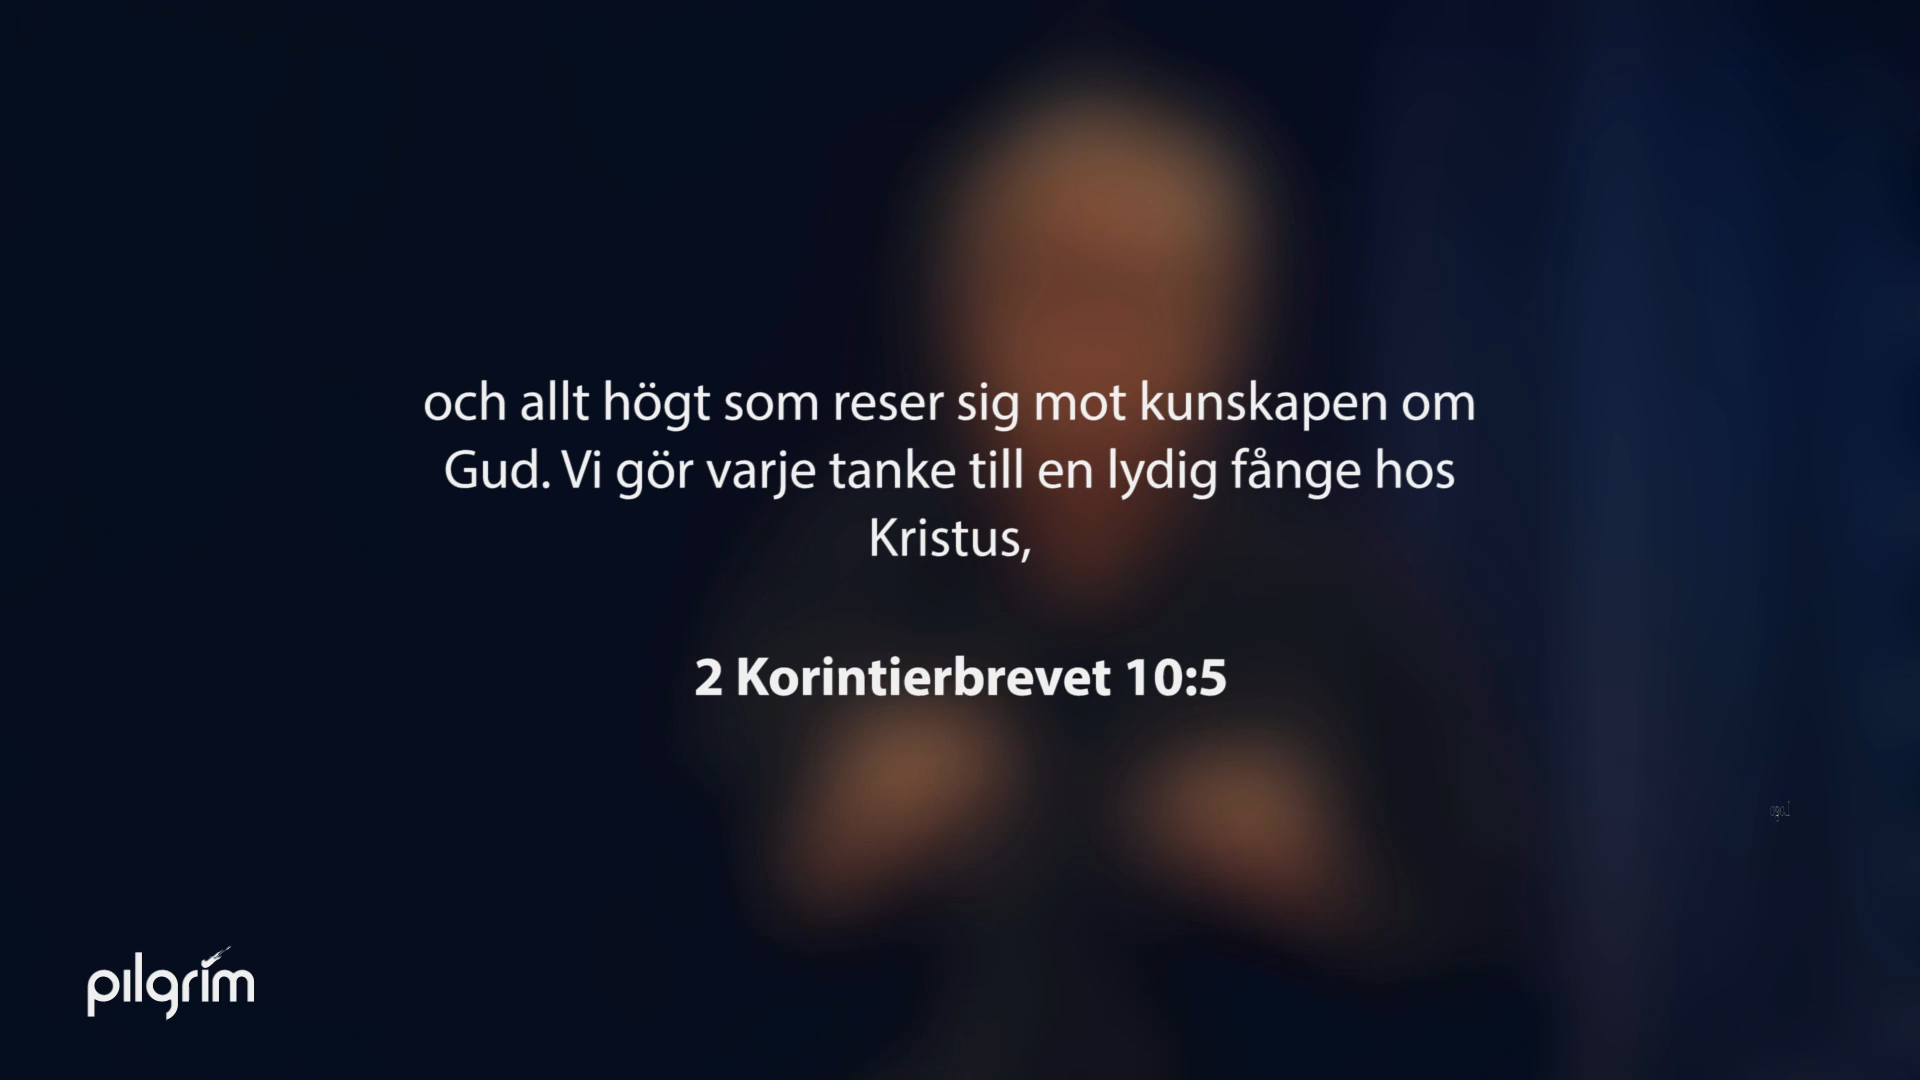 och allt högt som reser sig mot kunskapen om
Gud. Vi gör varje tanke till en lydig fånge hos
Kristus,
2 Korintierbrevet 10:5
Logo
pilgrim